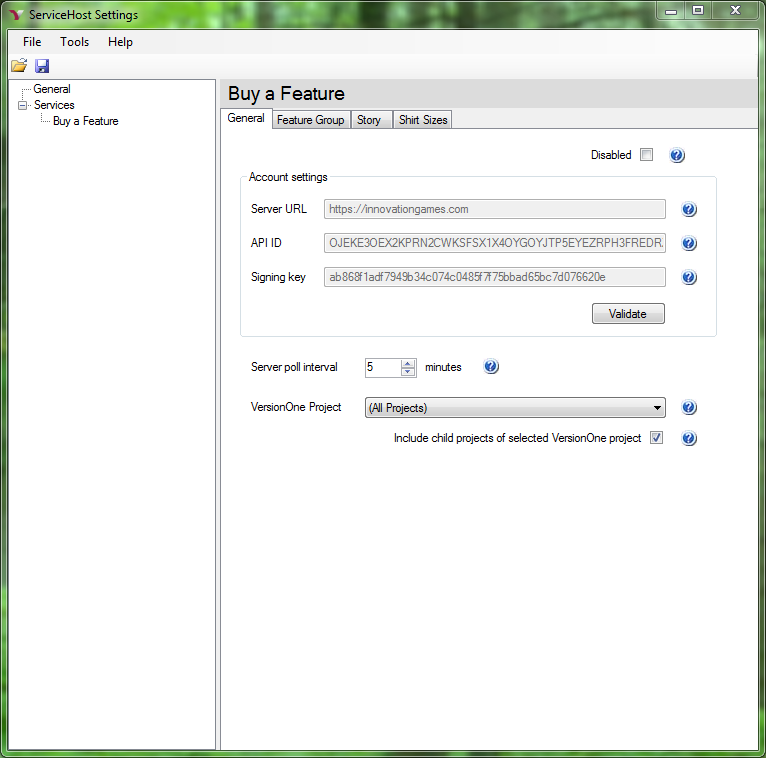 ServiceHost Settings
File Tools Help
General
Services
Buy a Feature
Buy a Feature
General Feature Group Story Shirt Sizes
Disabled
Account settings
Server URL https://innovationgames.com
API ID OJEKE3OEX2KPRN2CWKSFSX1X4OYGOYJTP5EYEZRPH3FREDR
Signing key ab868f1adf7949b34c074c0485f7f75bbad65bc7d076620e
Validate
Server poll interval 5 minutes
VersionOne Project (All Projects)
Include child projects of selected VersionOne project